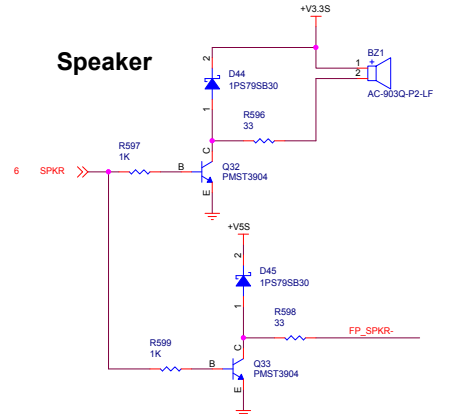 +V3.3S
Speaker
BZ1
1
+
2
AC-903Q-P2-LF
2
D44
1PS79SB30
1
R596
33
R597
1K
C
6 SPKR
B
Q32
PMST3904
E
+V5S
2
D45
1PS79SB30
1
R598
33
FP_SPKR-
R599
1K
C
B
Q33
PMST3904
E